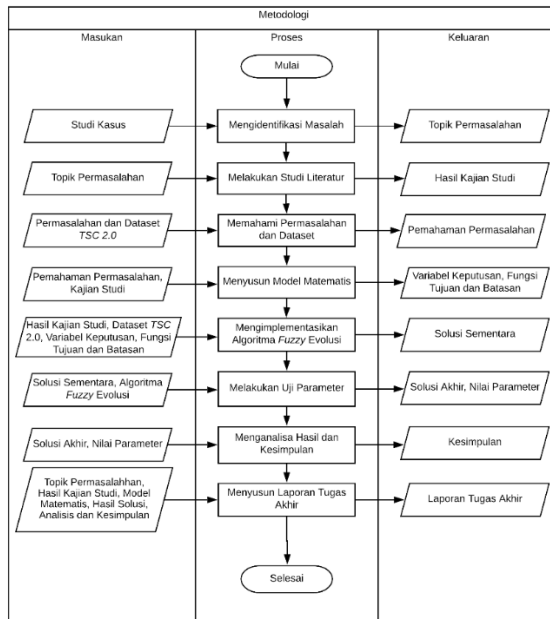 Metodologi
Masukan
Proses
Keluaran
Mulai
Studi Kasus
Mengidentifikasi Masalah
Topik Permasalahan
Topik Permasalahan
Melakukan Studi Literatur
Hasil Kajian Studi
Permasalahan dan Dataset
TSC 2.0
Memahami Permasalahan
dan Dataset
Pemahaman Permasalahan
Pemahaman Permasalahan,
Kajian Studi
Menyusun Model Matematis
Variabel Keputusan, Fungsi
Tujuan dan Batasan
Hasil Kajian Studi, Dataset TSC
2.0, Variabel Keputusan, Fungsi
Tujuan dan Batasan
Mengimplementasikan
Algoritma Fuzzy Evolusi
Solusi Sementara
Solusi Sementara, Algoritma
Fuzzy Evolusi
Melakukan Uji Parameter
Solusi Akhir, Nilai Parameter
Solusi Akhir, Nilai Parameter
Menganalisa Hasil dan
Kesimpulan
Kesimpulan
Topik Permasalahhan,
Hasil Kajian Studi, Model
Matematis, Hasil Solusi,
Analisis dan Kesimpulan
Menyusun Laporan Tugas
Akhir
Laporan Tugas Akhir
Selesai